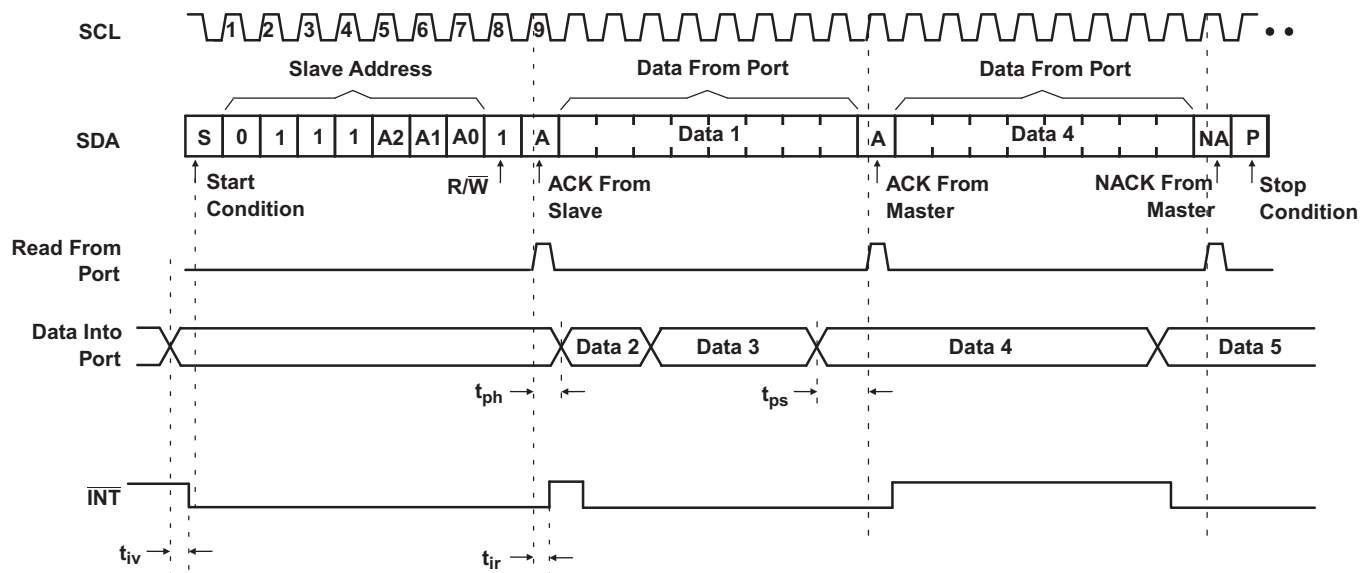 SCL
1 2 3 4 5 6 7 8 9
Slave Address
Data From Port
Data From Port
SDA
S 0 1 1 1 A2 A1 A0 1 A Data 1 A Data 4 NA P
Start
Condition
R/W
ACK From
Slave
ACK From
Master
NACK From
Master
Stop
Condition
Read From
Port
Data Into
Port
Data 2
Data 3
Data 4
Data 5
tph
tps
INT
tiv
tir